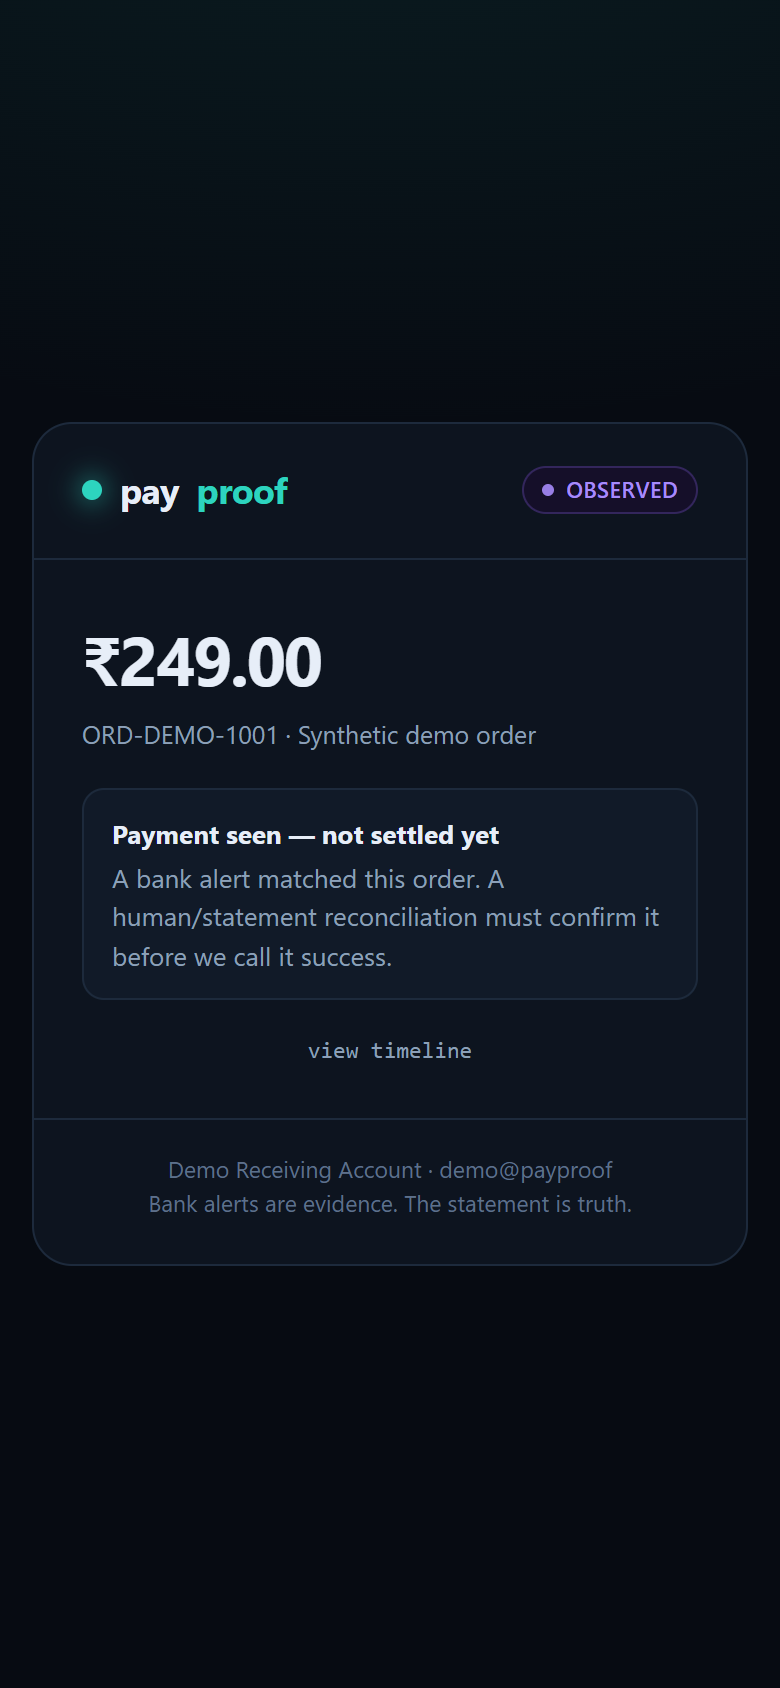 pay proof
OBSERVED
₹249.00
ORD-DEMO-1001 · Synthetic demo order
Payment seen — not settled yet
A bank alert matched this order. A
human/statement reconciliation must confirm it
before we call it success.
view timeline
Demo Receiving Account · demo@payproof
Bank alerts are evidence. The statement is truth.